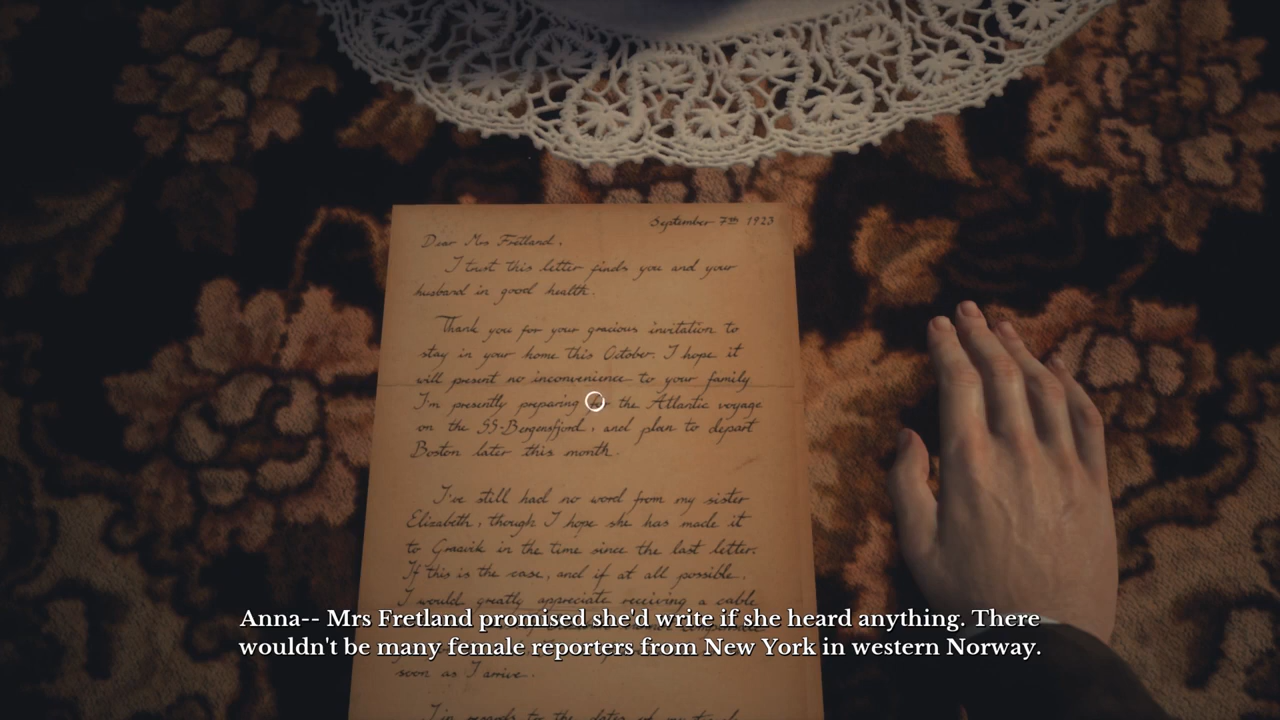 September 7th 1923
Dear Mrs Fretland,
I trust this letter finds you and your
husband in good health.
Thank you for your gracious invitation to
stay in your home this October. I hope it
will present no inconvenience to your family
I'm presently preparing for the Atlantic voyage
on the SS-Bergensfjord, and plan to depart
Boston later this month.
I've still had no word from my sister
Elizabeth, though I hope she has made it
to Gravik in the time since the last letter.
If this is the case, and if at all possible,
I would greatly appreciate receiving a cable
Anna-- Mrs Fretland promised she'd write if she heard anything. There
wouldn't be many female reporters from New York in western Norway.
soon as I arrive.